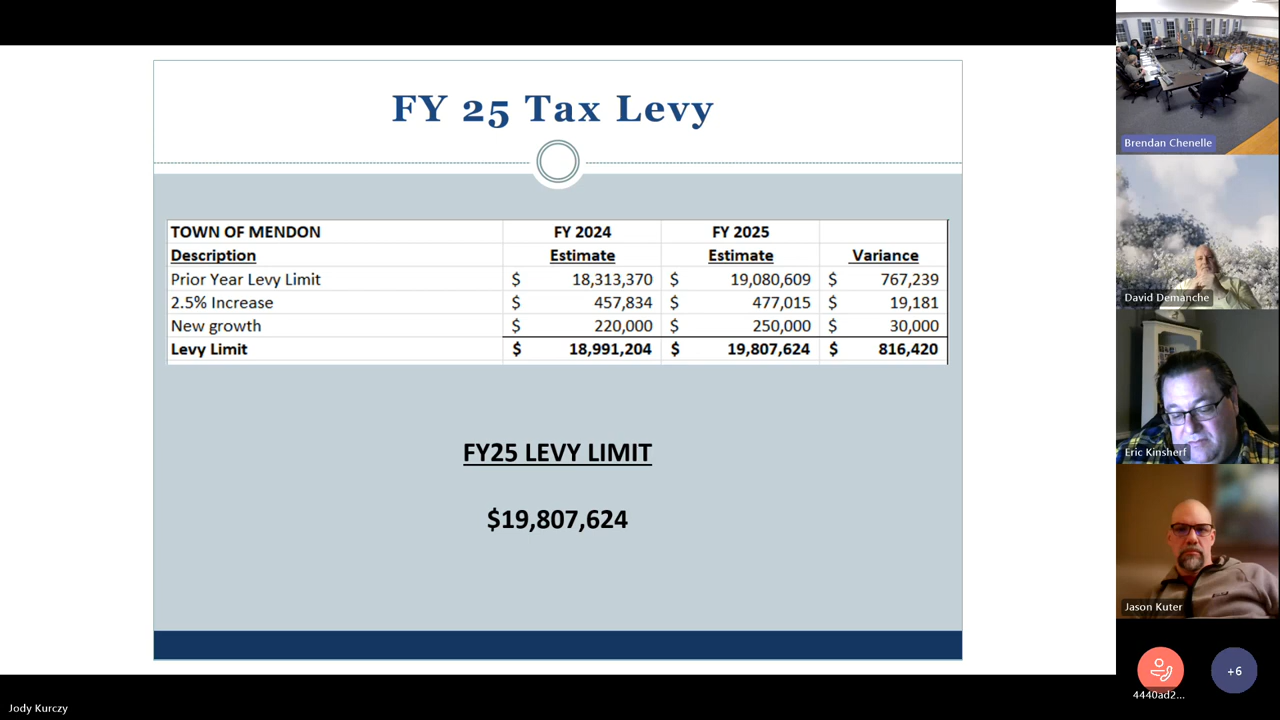 FY 25 Tax Levy
TOWN OF MENDON FY 2024 FY 2025
Description Estimate Estimate Variance
Prior Year Levy Limit $ 18,313,370 $ 19,080,609 $ 767,239
2.5% Increase $ 457,834 $ 477,015 $ 19,181
New growth $ 220,000 $ 250,000 $ 30,000
Levy Limit $ 18,991,204 $ 19,807,624 $ 816,420
FY25 LEVY LIMIT
$19,807,624
Brendan Chenelle
David Demanche
Eric Kinsherf
Jason Kuter
4440ad2...
+6
Jody Kurczy